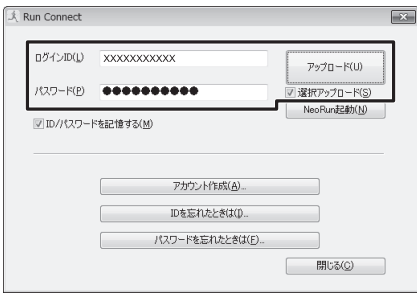 Run Connect
ログインID(L) XXXXXXXXXXX
アップロード(U)
パスワード(P) ●●●●●●●●●●
選択アップロード(S)
NeoRun起動(N)
ID/パスワードを記憶する(M)
アカウント作成(A)...
IDを忘れたときは(I)...
パスワードを忘れたときは(F)...
閉じる(C)